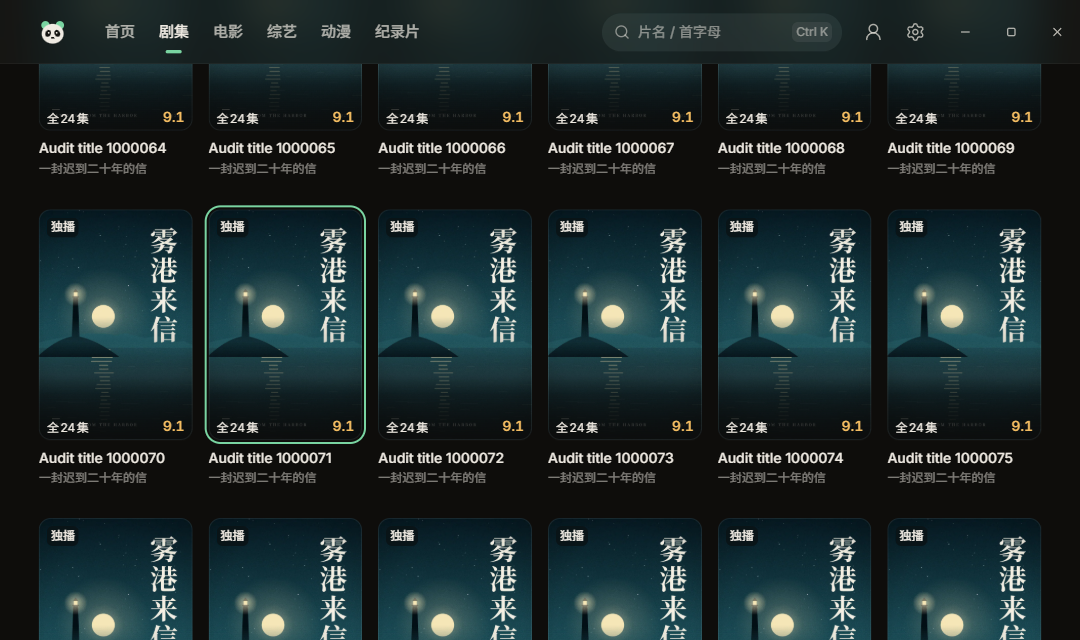 首页 剧集 电影 综艺 动漫 纪录片 片名 / 首字母 Ctrl K
全24集 9.1 全24集 9.1 全24集 9.1 全24集 9.1 全24集 9.1 全24集 9.1
Audit title 1000064 Audit title 1000065 Audit title 1000066 Audit title 1000067 Audit title 1000068 Audit title 1000069
一封迟到二十年的信 一封迟到二十年的信 一封迟到二十年的信 一封迟到二十年的信 一封迟到二十年的信 一封迟到二十年的信
独播 独播 独播 独播 独播 独播
雾港来信 雾港来信 雾港来信 雾港来信 雾港来信 雾港来信
全24集 9.1 全24集 9.1 全24集 9.1 全24集 9.1 全24集 9.1 全24集 9.1
Audit title 1000070 Audit title 1000071 Audit title 1000072 Audit title 1000073 Audit title 1000074 Audit title 1000075
一封迟到二十年的信 一封迟到二十年的信 一封迟到二十年的信 一封迟到二十年的信 一封迟到二十年的信 一封迟到二十年的信
独播 独播 独播 独播 独播 独播
雾港来信 雾港来信 雾港来信 雾港来信 雾港来信 雾港来信